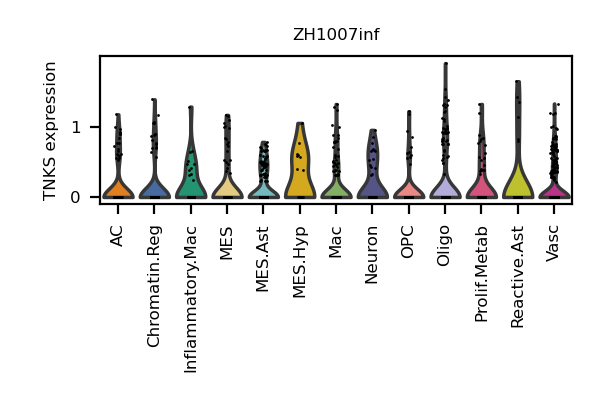 ZH1007inf
TNKS expression
1
0
AC
Chromatin.Reg
Inflammatory.Mac
MES
MES.Ast
MES.Hyp
Mac
Neuron
OPC
Oligo
Prolif.Metab
Reactive.Ast
Vasc